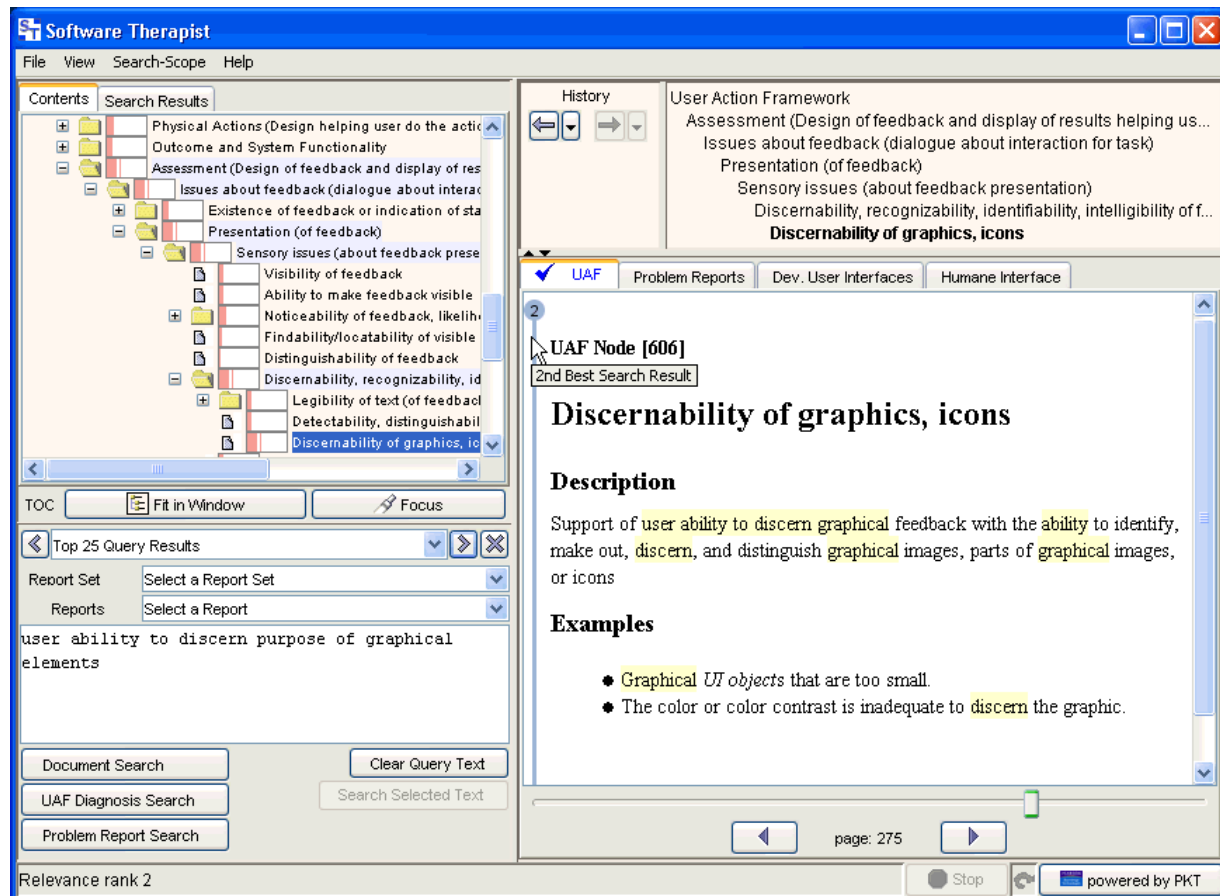 Software Therapist
File View Search-Scope Help
Contents Search Results
Physical Actions (Design helping user do the actic
Outcome and System Functionality
Assessment (Design of feedback and display of res
Issues about feedback (dialogue about interac
Existence of feedback or indication of sta
Presentation (of feedback)
Sensory issues (about feedback prese
Visibility of feedback
Ability to make feedback visible
Noticeability of feedback, likelih
Findability/locatability of visible
Distinguishability of feedback
Discernability, recognizability, id
Legibility of text (of feedback
Detectability, distinguishabil
Discernability of graphics, ic
TOC Fit in Window Focus
Top 25 Query Results
Report Set Select a Report Set
Reports Select a Report
user ability to discern purpose of graphical
elements
Document Search Clear Query Text
UAF Diagnosis Search Search Selected Text
Problem Report Search
History
User Action Framework
Assessment (Design of feedback and display of results helping us...
Issues about feedback (dialogue about interaction for task)
Presentation (of feedback)
Sensory issues (about feedback presentation)
Discernability, recognizability, identifiability, intelligibility of f...
Discernability of graphics, icons
UAF Problem Reports Dev. User Interfaces Humane Interface
2
UAF Node [606]
2nd Best Search Result
Discernability of graphics, icons
Description
Support of user ability to discern graphical feedback with the ability to identify,
make out, discern, and distinguish graphical images, parts of graphical images,
or icons
Examples
Graphical UI objects that are too small.
The color or color contrast is inadequate to discern the graphic.
page: 275
Relevance rank 2 Stop powered by PKT